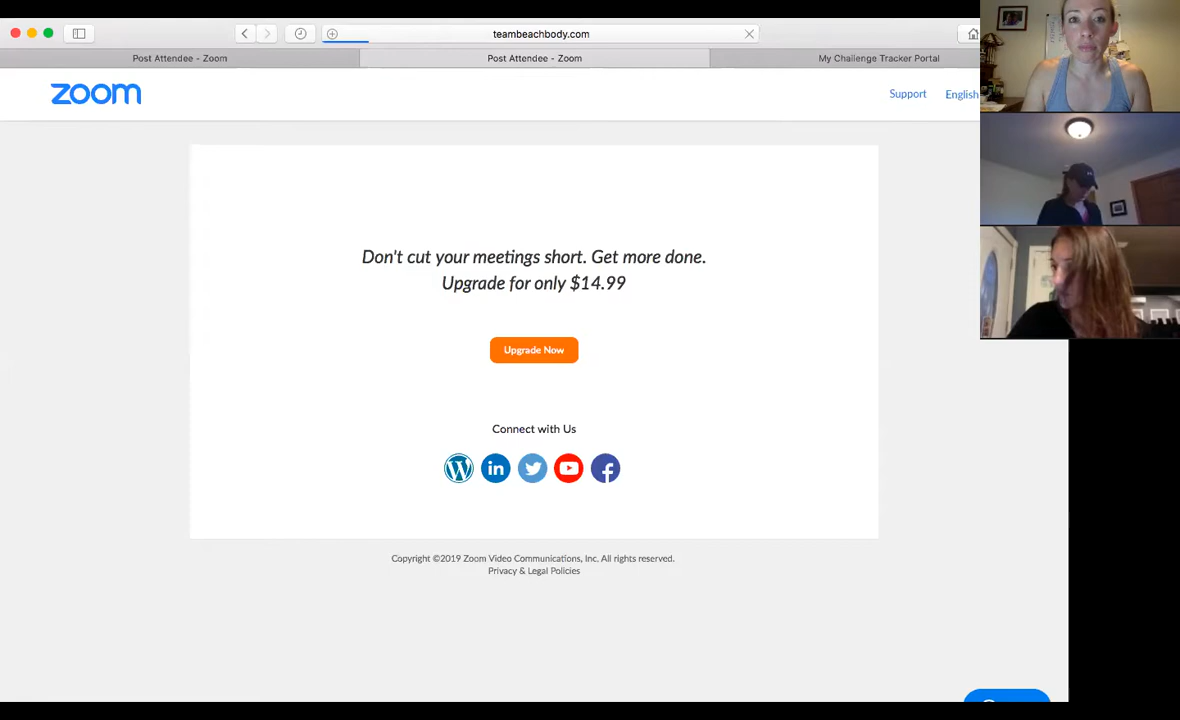 teambeachbody.com
Post Attendee - Zoom
Post Attendee - Zoom
My Challenge Tracker Portal
zoom
Support
English
Don't cut your meetings short. Get more done.
Upgrade for only $14.99
Upgrade Now
Connect with Us
in
Copyright ©2019 Zoom Video Communications, Inc. All rights reserved.
Privacy & Legal Policies